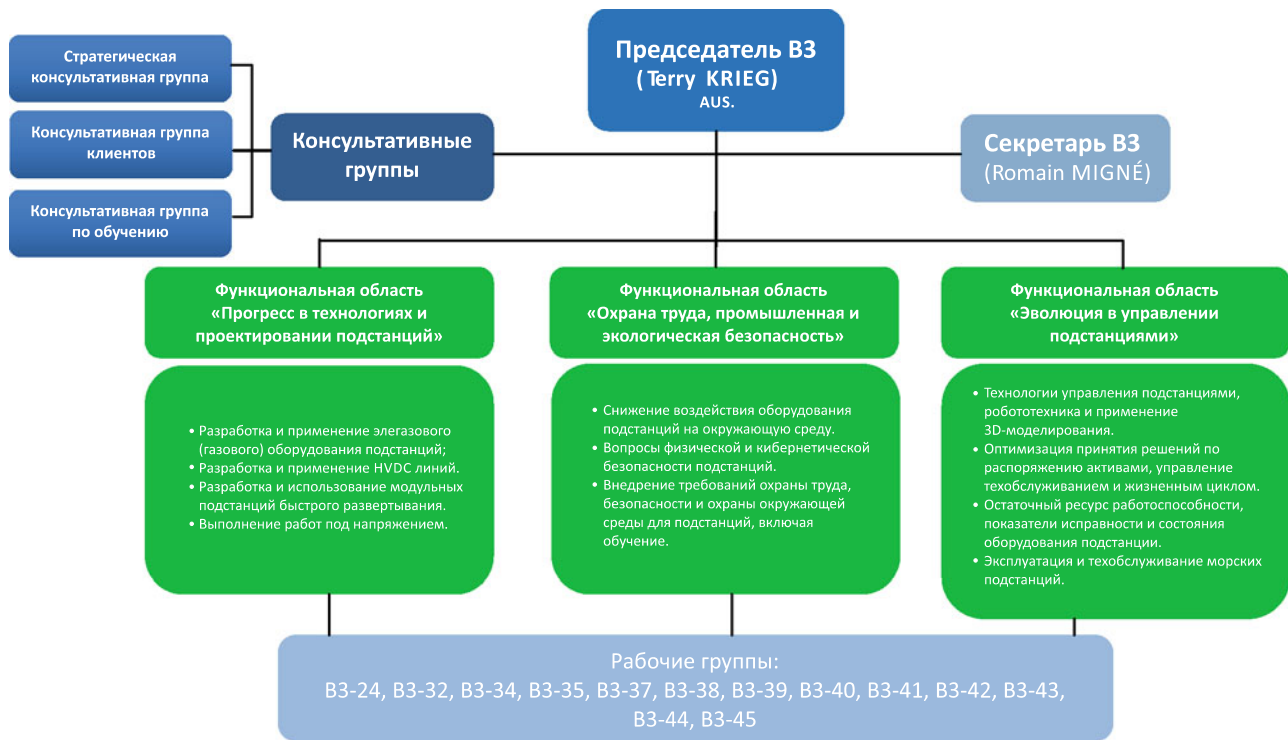 Председатель В3
(Terry KRIEG)
AUS.
Стратегическая
консультативная группа
Консультативная группа
клиентов
Консультативная группа
по обучению
Консультативные
группы
Секретарь В3
(Romain MIGNÉ)
Функциональная область
«Прогресс в технологиях и
проектировании подстанций»
• Разработка и применение элегазового
(газового) оборудования подстанций;
• Разработка и применение HVDC линий.
• Разработка и использование модульных
подстанций быстрого развертывания.
• Выполнение работ под напряжением.
Функциональная область
«Охрана труда, промышленная и
экологическая безопасность»
• Снижение воздействия оборудования
подстанций на окружающую среду.
• Вопросы физической и кибернетической
безопасности подстанций.
• Внедрение требований охраны труда,
безопасности и охраны окружающей
среды для подстанций, включая
обучение.
Функциональная область
«Эволюция в управлении
подстанциями»
• Технологии управления подстанциями,
робототехника и применение
3D-моделирования.
• Оптимизация принятия решений по
распоряжению активами, управление
техобслуживанием и жизненным циклом.
• Остаточный ресурс работоспособности,
показатели исправности и состояния
оборудования подстанции.
• Эксплуатация и техобслуживание морских
подстанций.
Рабочие группы:
В3-24, В3-32, В3-34, В3-35, В3-37, В3-38, В3-39, В3-40, В3-41, В3-42, В3-43,
В3-44, В3-45